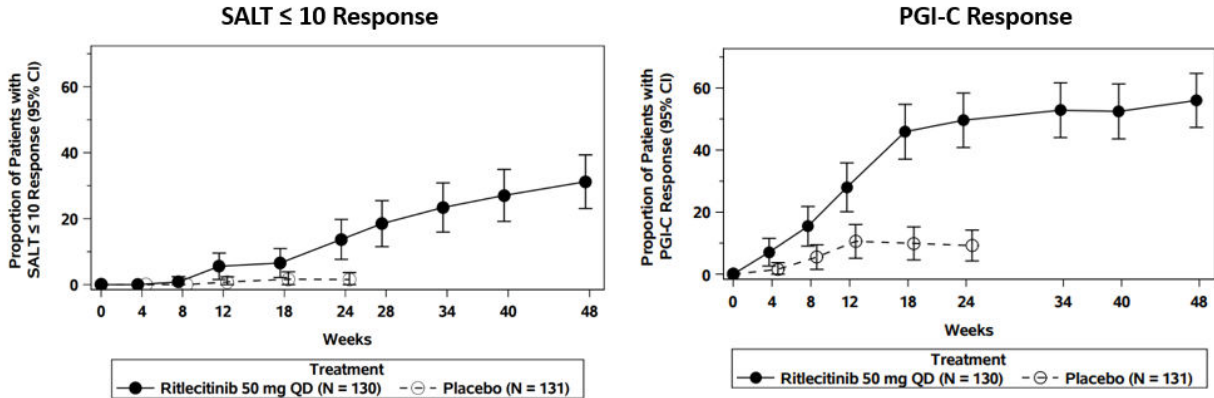 SALT ≤ 10 Response
Proportion of Patients with
SALT ≤ 10 Response (95% CI)
60
40
20
0
0 4 8 12 18 24 28 34 40 48
Weeks
Treatment
Ritlecitinib 50 mg QD (N = 130) Placebo (N = 131)
PGI-C Response
Proportion of Patients with
PGI-C Response (95% CI)
60
40
20
0
0 4 8 12 18 24 34 40 48
Weeks
Treatment
Ritlecitinib 50 mg QD (N = 130) Placebo (N = 131)